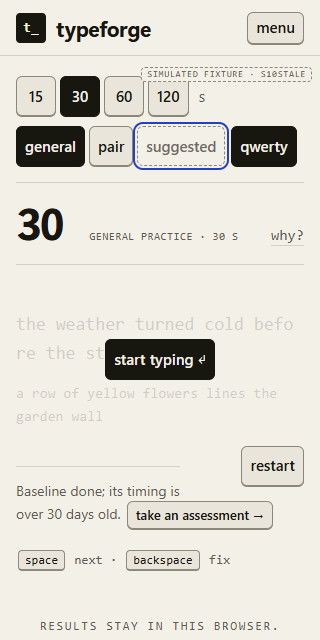 t_ typeforge menu
SIMULATED FIXTURE · S10STALE
15 30 60 120 s
general pair suggested qwerty
30 GENERAL PRACTICE · 30 S why?
the weather turned cold befo
re the st
start typing ↲
a row of yellow flowers lines the
garden wall
restart
Baseline done; its timing is
over 30 days old. take an assessment →
space next · backspace fix
RESULTS STAY IN THIS BROWSER.